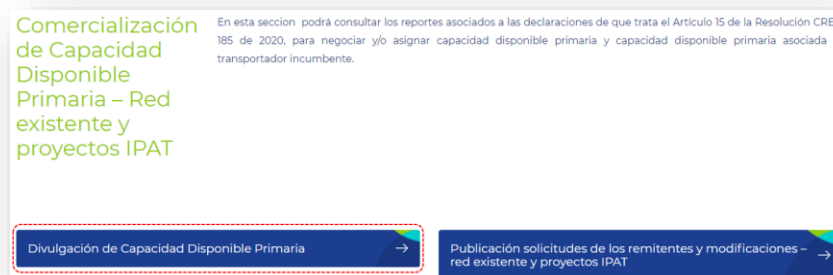 Comercialización
de Capacidad
Disponible
Primaria – Red
existente y
proyectos IPAT
En esta seccion podrá consultar los reportes asociados a las declaraciones de que trata el Artículo 15 de la Resolución CRE
185 de 2020, para negociar y/o asignar capacidad disponible primaria y capacidad disponible primaria asociada
transportador incumbente.
Divulgación de Capacidad Disponible Primaria →
Publicación solicitudes de los remitentes y modificaciones – →
red existente y proyectos IPAT